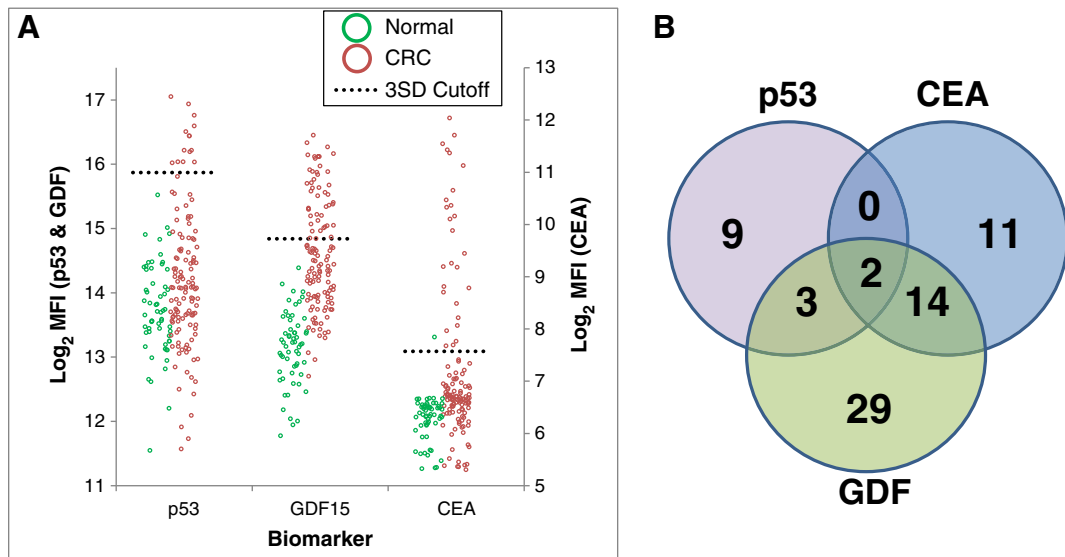 A
Normal
CRC
3SD Cutoff
Log2 MFI (p53 & GDF)
17
16
15
14
13
12
11
13
12
11
10
9
8
7
6
5
Log2 MFI (CEA)
p53 GDF15 CEA
Biomarker
B
p53 CEA
0
9 11
2
3 14
29
GDF